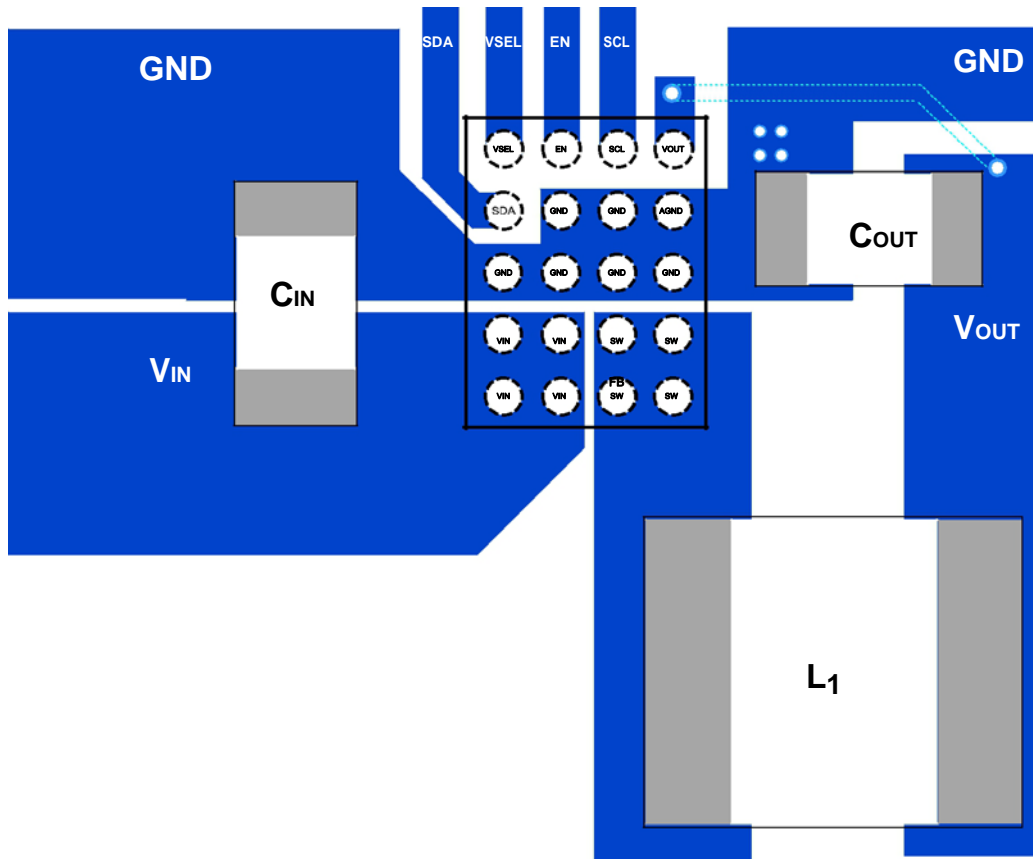 SDA VSEL EN SCL
GND GND
VSEL EN SCL VOUT
SDA GND GND AGND
COUT
GND GND GND GND
CIN
VIN VIN SW SW
VOUT
VIN
FB
VIN VIN SW SW
L1